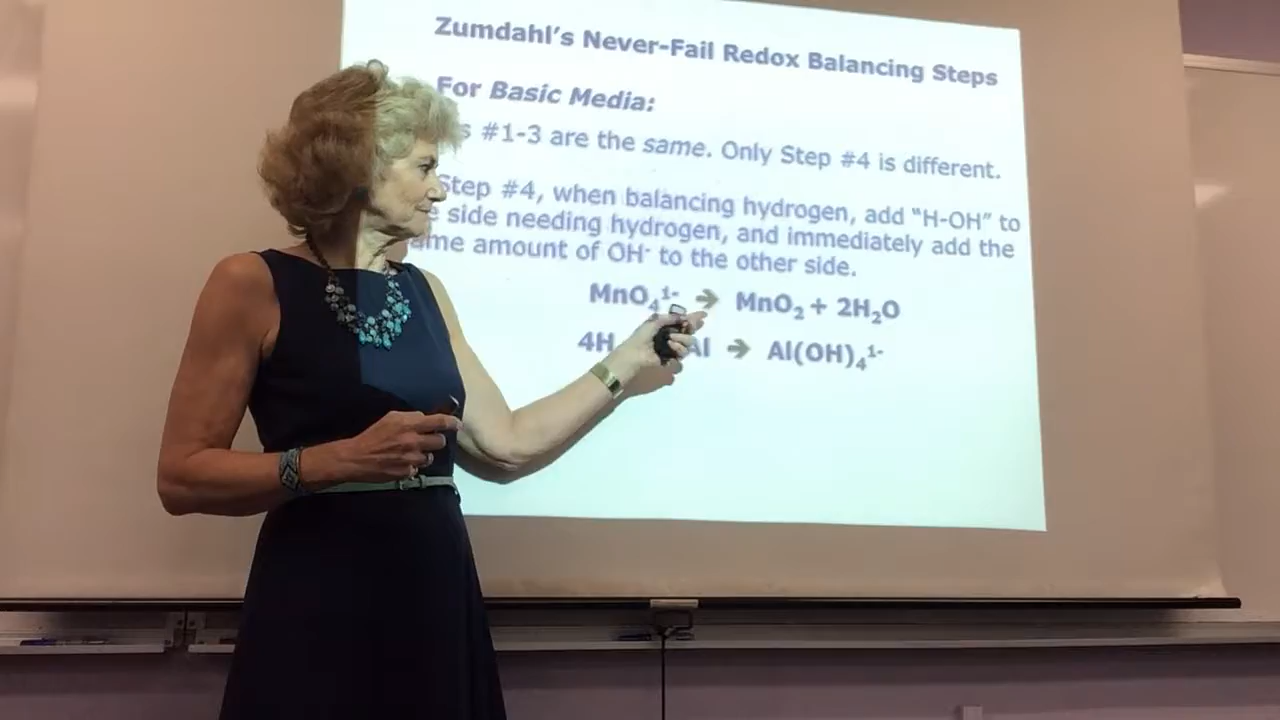 Zumdahl's Never-Fail Redox Balancing Steps
For Basic Media:
#1-3 are the same. Only Step #4 is different.
Step #4, when balancing hydrogen, add "H-OH" to
side needing hydrogen, and immediately add the
amount of OH⁻ to the other side.
MnO₄¹⁻ ➔ MnO₂ + 2H₂O
4H Al ➔ Al(OH)₄¹⁻